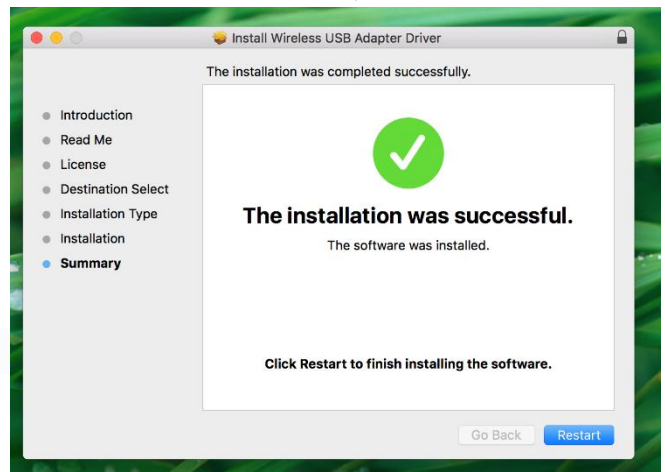 Install Wireless USB Adapter Driver
The installation was completed successfully.
Introduction
Read Me
License
Destination Select
Installation Type
Installation
Summary
The installation was successful.
The software was installed.
Click Restart to finish installing the software.
Go Back
Restart